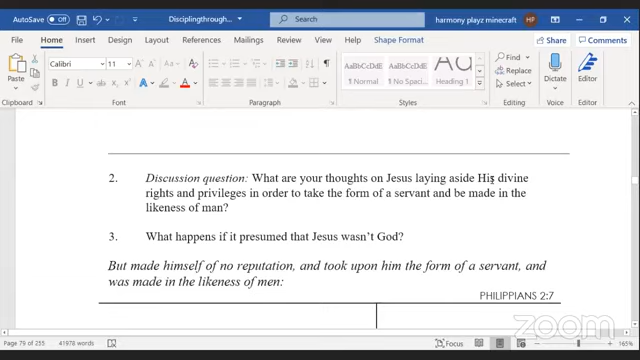 AutoSave Off Disciplingthrough... Search harmony playz minecraft HP
File Home Insert Draw Design Layout References Mailings Review View Help Shape Format Share Comments
Paste Calibri 11 AaBbCcDdE AaBbCcDdE Find Replace Select Dictate Editor
1 Normal 1 No Spac... Heading 1
Clipboard Font Paragraph Styles Editing Voice Editor
2. Discussion question: What are your thoughts on Jesus laying aside His divine
rights and privileges in order to take the form of a servant and be made in the
likeness of man?
3. What happens if it presumed that Jesus wasn't God?
But made himself of no reputation, and took upon him the form of a servant, and
was made in the likeness of men:
PHILIPPIANS 2:7
zoom
Page 79 of 255 41978 words Focus 165%